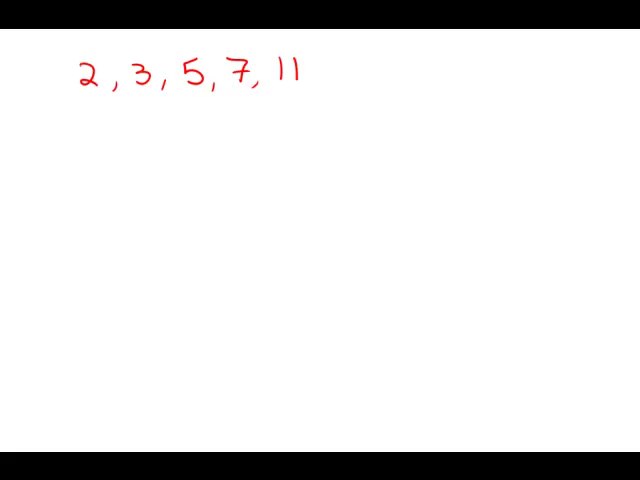 2, 3, 5, 7, 11